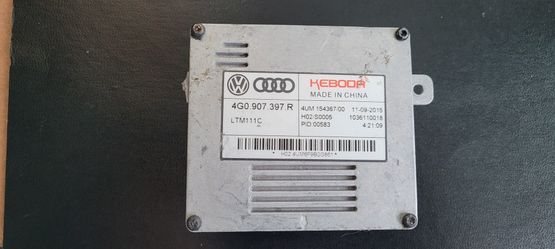 KEBODA
MADE IN CHINA
4G0.907.397.R
4UM 154367/00 11-09-2015
LTM111C
H02-S0005 1036110018
PID:00583 4:21:09